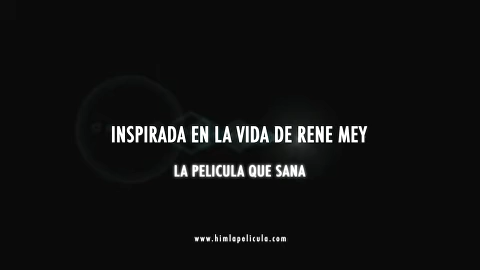 INSPIRADA EN LA VIDA DE RENE MEY
LA PELICULA QUE SANA
www.himlapelicula.com